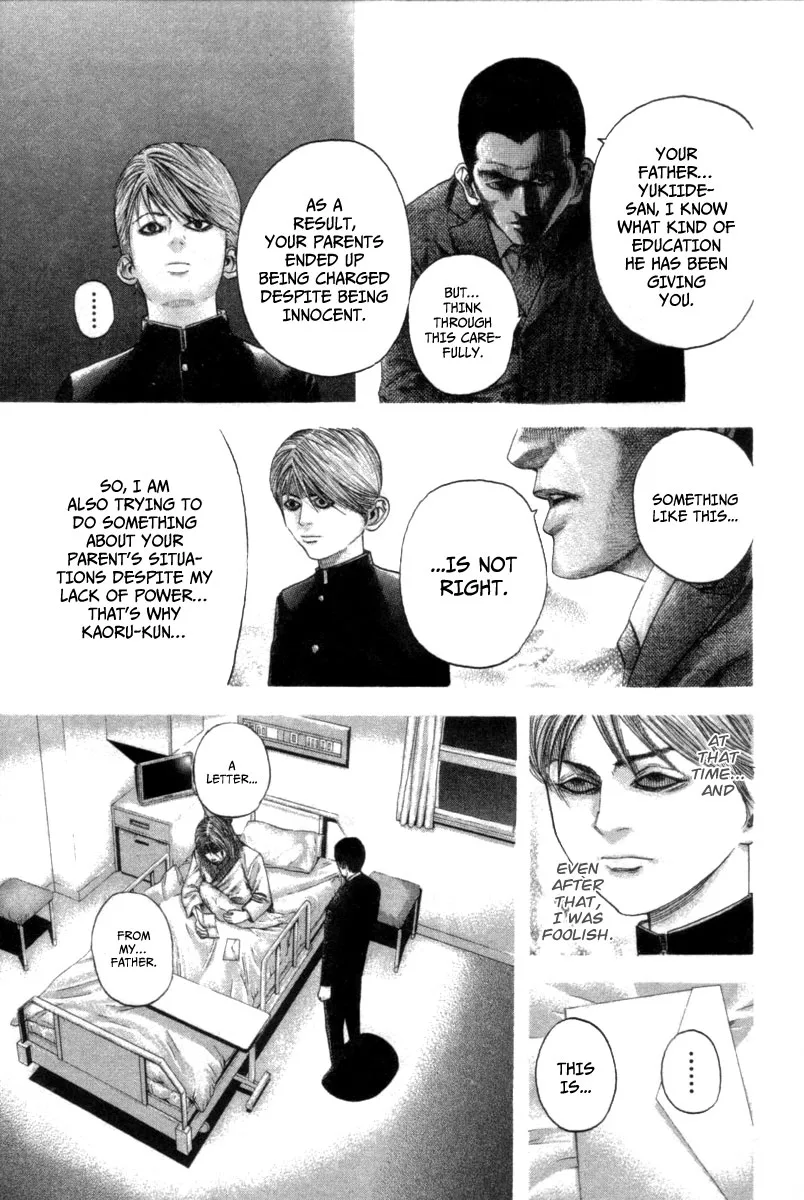 YOUR
FATHER...
YUKIIDE-
SAN, I KNOW
WHAT KIND OF
EDUCATION
HE HAS BEEN
GIVING
YOU.
BUT...
THINK
THROUGH
THIS CARE-
FULLY.
AS A
RESULT,
YOUR PARENTS
ENDED UP
BEING CHARGED
DESPITE BEING
INNOCENT.
.....
SOMETHING
LIKE THIS...
...IS NOT
RIGHT.
SO, I AM
ALSO TRYING TO
DO SOMETHING
ABOUT YOUR
PARENT'S SITUA-
TIONS DESPITE MY
LACK OF POWER...
THAT'S WHY
KAORU-KUN...
AT
THAT
TIME...
AND
EVEN
AFTER
THAT,
I WAS
FOOLISH.
.....
THIS
IS...
A
LETTER...
FROM
MY...
FATHER.